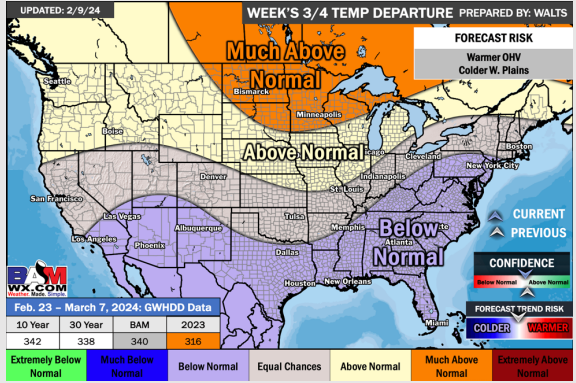 UPDATED: 2/9/24
WEEK'S 3/4 TEMP DEPARTURE PREPARED BY: WALTS
FORECAST RISK
Warmer OHV
Colder W. Plains
Much Above
Normal
Seattle
Bismarck
Minneapolis
Boise
Above Normal
icago
Boston
Cleveland
New York City
Indianapolis
Denver
St. Louis
San Francisco
Las Vegas
Tulsa
Memphis
Below
Normal
Albuquerque
Los Angeles
Phoenix
Atlanta
Dallas
Houston
New Orleans
Miami
CURRENT
PREVIOUS
CONFIDENCE
Below Normal
Above Normal
FORECAST TREND RISK
COLDER
WARMER
BAM
WX.COM
Weather. Made. Simple.
Feb. 23 – March 7, 2024: GWHDD Data
10 Year 30 Year BAM 2023
342 338 340 316
Extremely Below
Normal
Much Below
Normal
Below Normal
Equal Chances
Above Normal
Much Above
Normal
Extremely Above
Normal